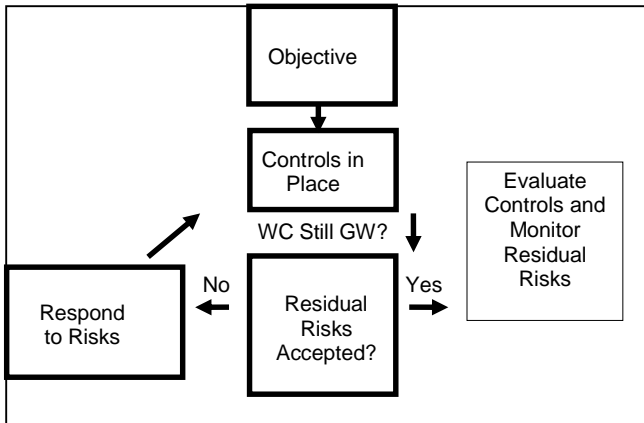 Objective
Controls in
Place
WC Still GW?
Evaluate
Controls and
Monitor
Residual
Risks
No
Yes
Respond
to Risks
Residual
Risks
Accepted?